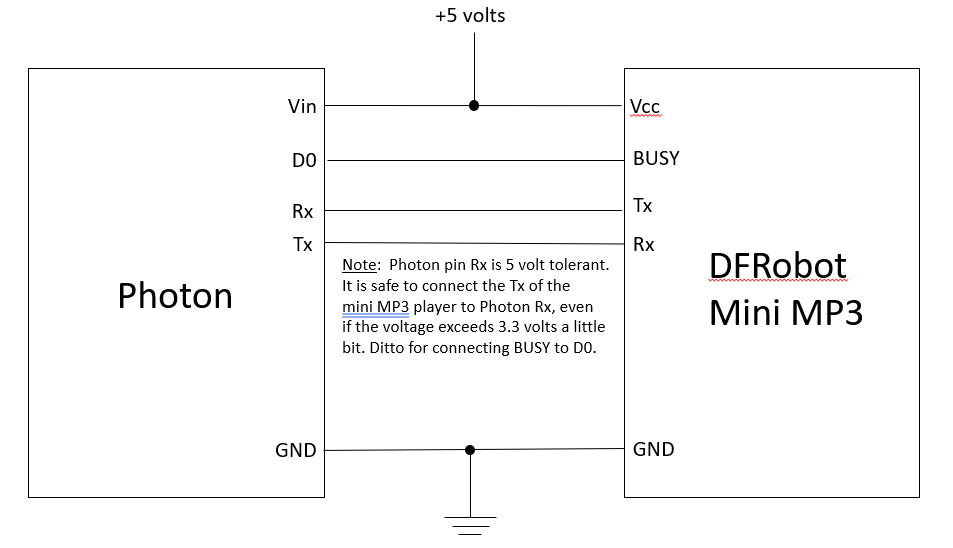 +5 volts
Vin
Vcc
D0
BUSY
Rx
Tx
Tx
Rx
Note:  Photon pin Rx is 5 volt tolerant.
It is safe to connect the Tx of the
mini MP3 player to Photon Rx, even
if the voltage exceeds 3.3 volts a little
bit. Ditto for connecting BUSY to D0.
Photon
DFRobot
Mini MP3
GND
GND